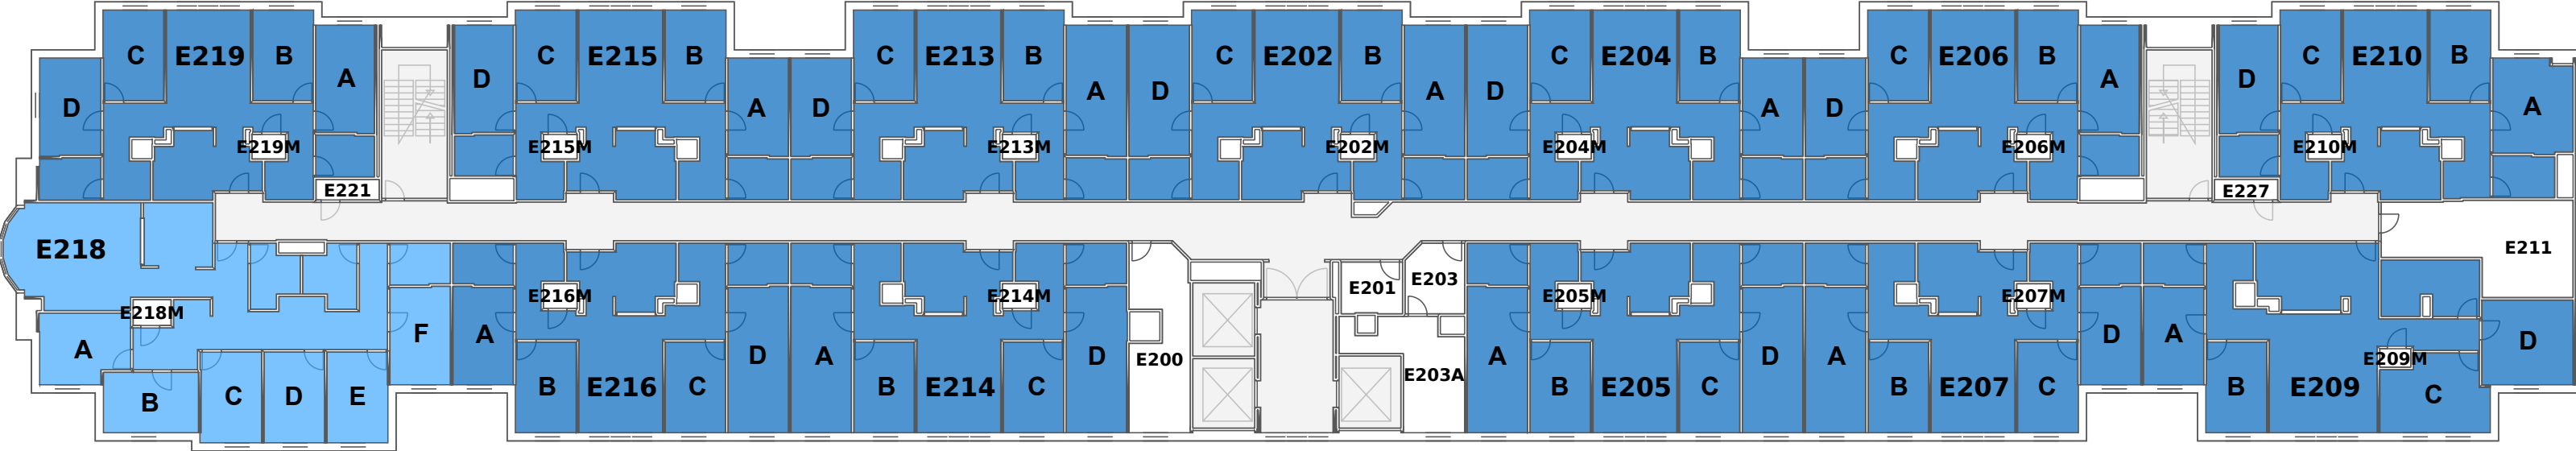 C E219 B
A
D
E219M
E221
D
C E215 B
E215M
A
D
C E213 B
E213M
A
D
C E202 B
E202M
A
D
C E204 B
E204M
A
D
C E206 B
E206M
A
D
C E210 B
E210M
E227
A
E211
E218
E218M
A
B
C
D
E
F
A
E216M
B E216 C
D
A
E214M
B E214 C
D
E200
E201
E203
E203A
A
E205M
B E205 C
D
A
E207M
B E207 C
D
A
B E209 C
E209M
D